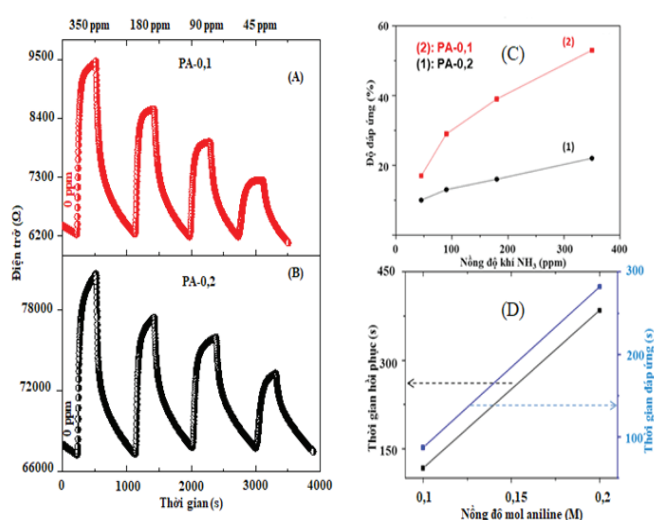 350 ppm 180 ppm 90 ppm 45 ppm
9500
8400
7300
6200
PA-0,1
(A)
0 ppm
Điện trở (Ω)
78000
72000
66000
PA-0,2
(B)
0 ppm
0 1000 2000 3000 4000
Thời gian (s)
60
40
20
Độ đáp ứng (%)
(2): PA-0,1
(1): PA-0,2
(C)
(2)
(1)
0 100 200 300 400
Nồng độ khí NH₃ (ppm)
450
300
150
Thời gian hồi phục (s)
(D)
300
200
100
Thời gian đáp ứng (s)
0,1 0,15 0,2
Nồng độ mol aniline (M)